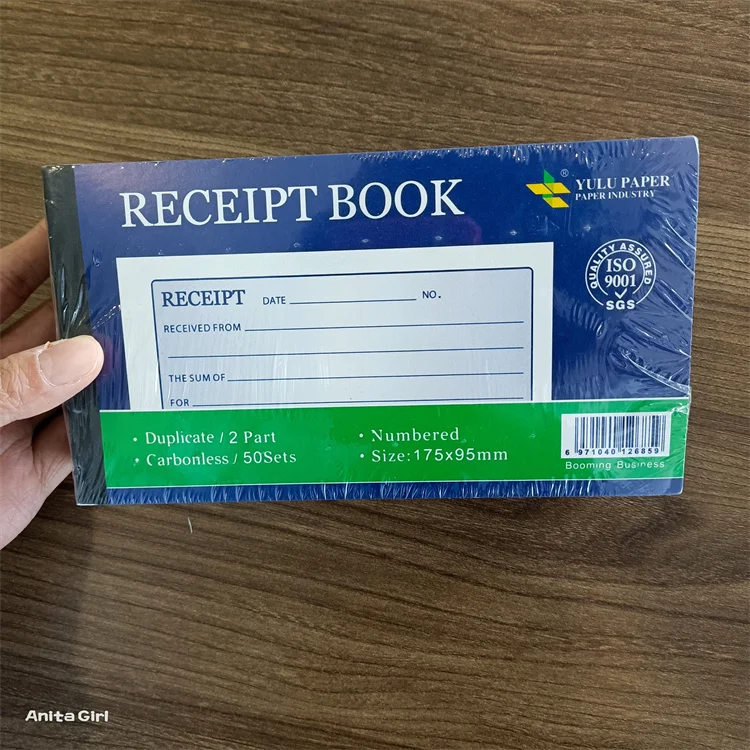 RECEIPT BOOK
®
YULU PAPER
PAPER INDUSTRY
QUALITY ASSURED
ISO
9001
SGS
RECEIPT DATE NO.
RECEIVED FROM
THE SUM OF
FOR
• Duplicate / 2 Part
• Carbonless / 50Sets
• Numbered
• Size:175x95mm
6 971040 126859
Booming Business
Anita Girl